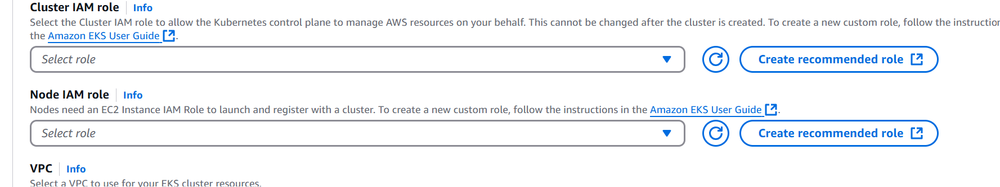 Cluster IAM role Info
Select the Cluster IAM role to allow the Kubernetes control plane to manage AWS resources on your behalf. This cannot be changed after the cluster is created. To create a new custom role, follow the
the Amazon EKS User Guide.
Select role Create recommended role
Node IAM role Info
Nodes need an EC2 Instance IAM Role to launch and register with a cluster. To create a new custom role, follow the instructions in the Amazon EKS User Guide.
Select role Create recommended role
VPC Info
Select a VPC to use for your EKS cluster resources.